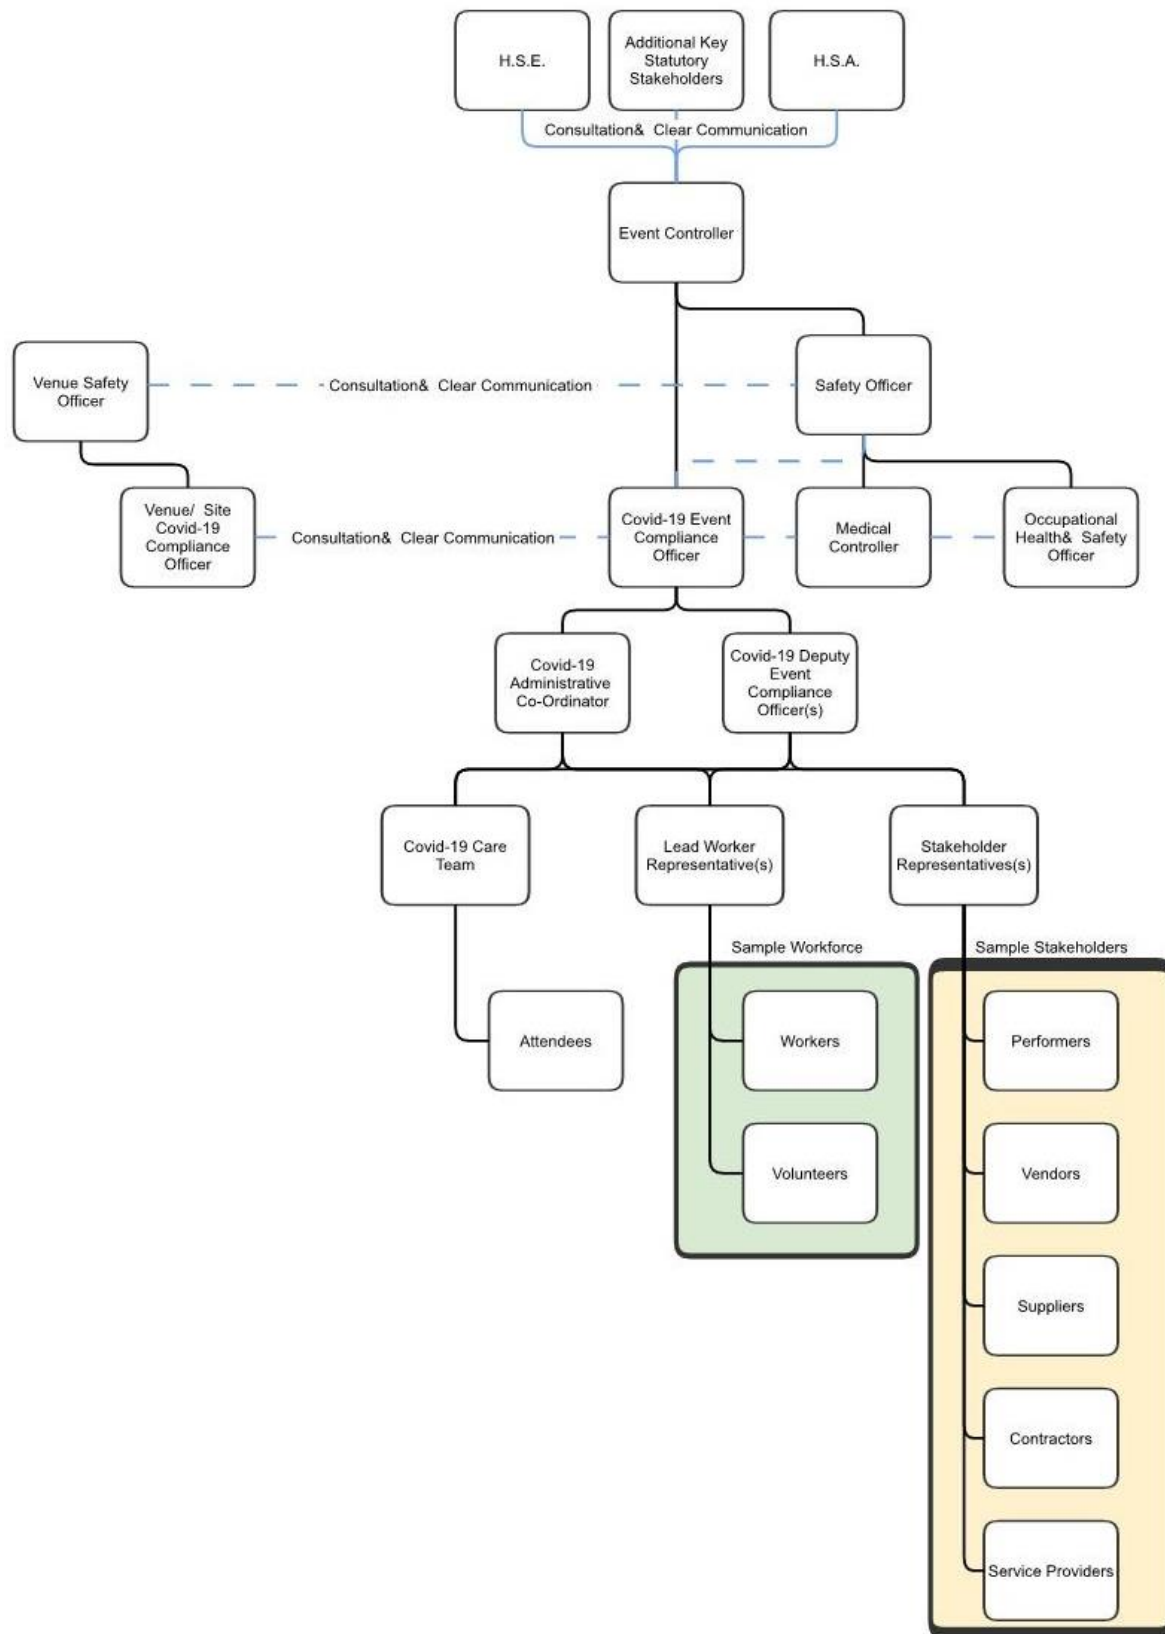 H.S.E.
Additional Key
Statutory
Stakeholders
H.S.A.
Consultation& Clear Communication
Event Controller
Venue Safety
Officer
Consultation& Clear Communication
Safety Officer
Venue/ Site
Covid-19
Compliance
Officer
Consultation& Clear Communication
Covid-19 Event
Compliance
Officer
Medical
Controller
Occupational
Health& Safety
Officer
Covid-19
Administrative
Co-Ordinator
Covid-19 Deputy
Event
Compliance
Officer(s)
Covid-19 Care
Team
Lead Worker
Representative(s)
Stakeholder
Representatives(s)
Sample Workforce
Sample Stakeholders
Attendees
Workers
Performers
Volunteers
Vendors
Suppliers
Contractors
Service Providers